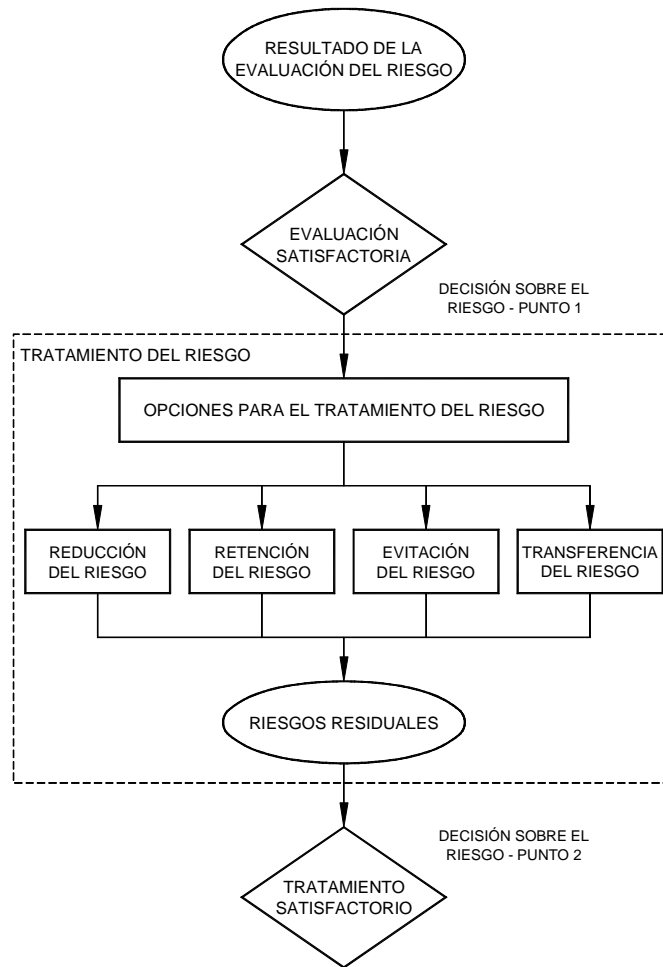 RESULTADO DE LA
EVALUACIÓN DEL RIESGO
EVALUACIÓN
SATISFACTORIA
DECISIÓN SOBRE EL
RIESGO - PUNTO 1
TRATAMIENTO DEL RIESGO
OPCIONES PARA EL TRATAMIENTO DEL RIESGO
REDUCCIÓN
DEL RIESGO
RETENCIÓN
DEL RIESGO
EVITACIÓN
DEL RIESGO
TRANSFERENCIA
DEL RIESGO
RIESGOS RESIDUALES
DECISIÓN SOBRE EL
RIESGO - PUNTO 2
TRATAMIENTO
SATISFACTORIO